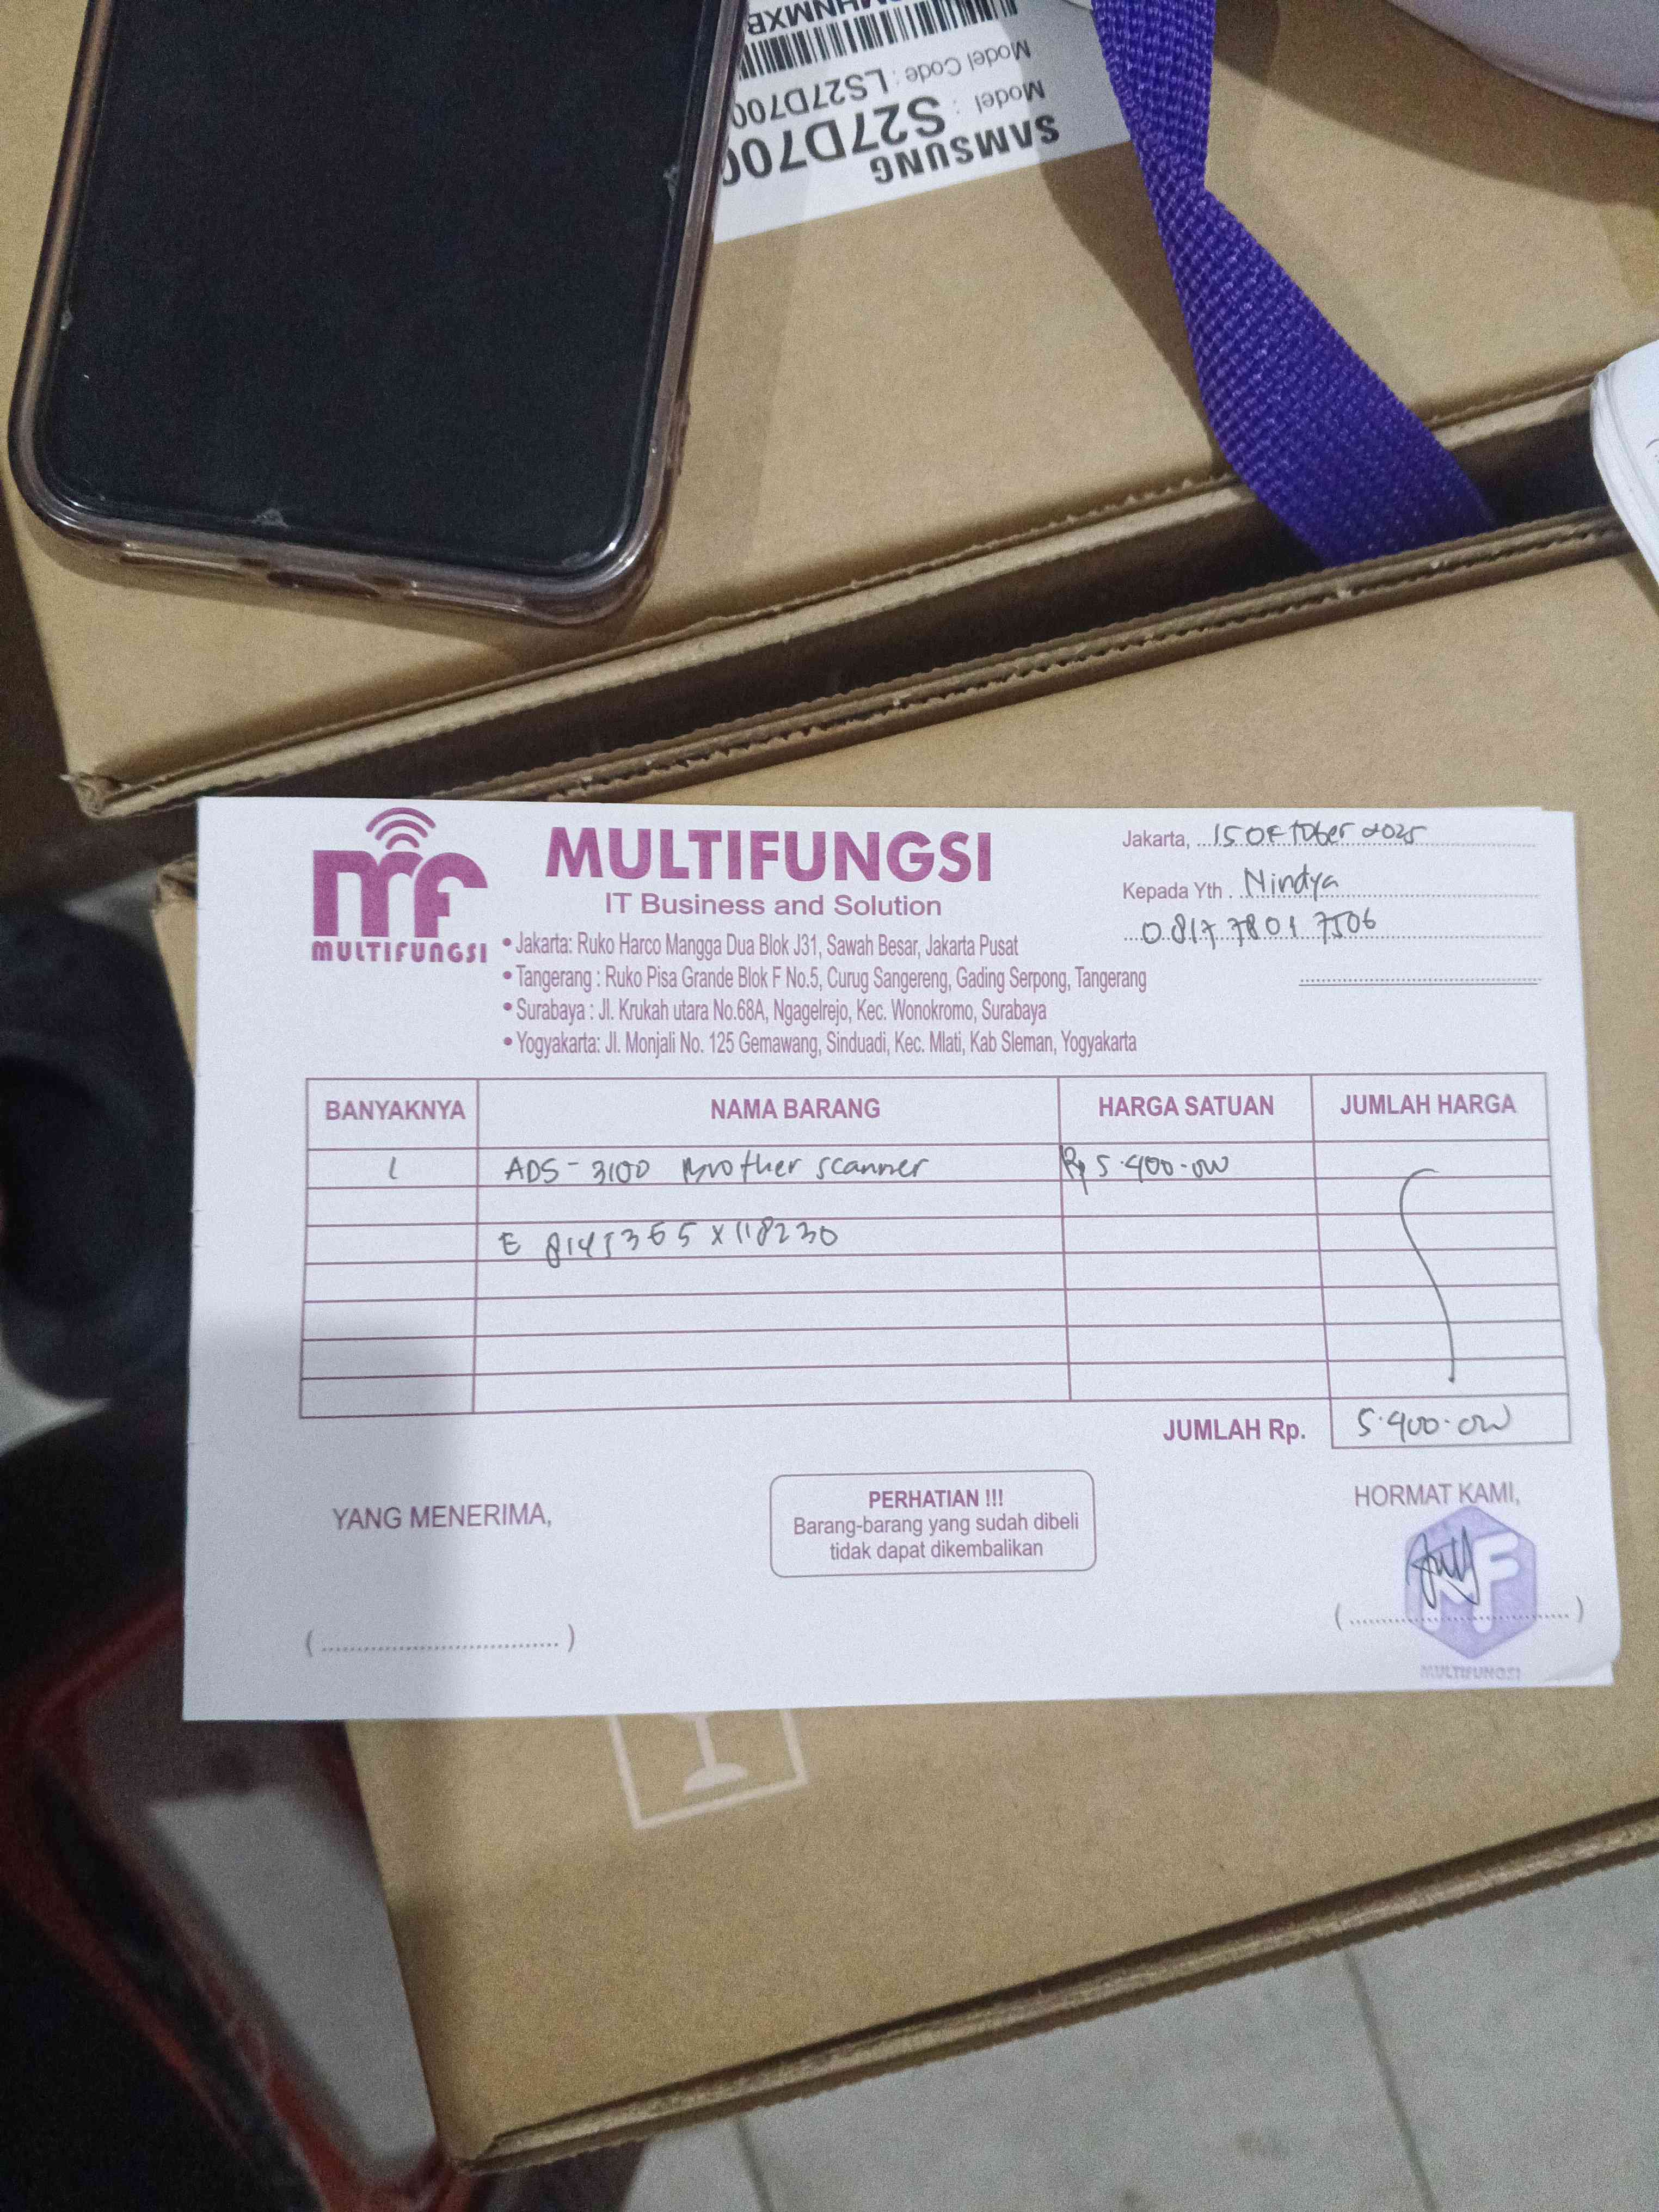 BXWNHM
Model Code : LS27D700
Model : S27D700
SAMSUNG
mf
MULTIFUNGSI
MULTIFUNGSI
IT Business and Solution
• Jakarta: Ruko Harco Mangga Dua Blok J31, Sawah Besar, Jakarta Pusat
• Tangerang : Ruko Pisa Grande Blok F No.5, Curug Sangereng, Gading Serpong, Tangerang
• Surabaya : Jl. Krukah utara No.68A, Ngagelrejo, Kec. Wonokromo, Surabaya
• Yogyakarta: Jl. Monjali No. 125 Gemawang, Sinduadi, Kec. Mlati, Kab Sleman, Yogyakarta
Jakarta, 15 Oktober 2025
Kepada Yth . Nindya
0817 7801 7506
BANYAKNYA NAMA BARANG HARGA SATUAN JUMLAH HARGA
1 ADS-3100 Brother scanner Rp 5.400.000
E 8145365 X118230
JUMLAH Rp. 5.400.000
YANG MENERIMA,
PERHATIAN !!!
Barang-barang yang sudah dibeli
tidak dapat dikembalikan
HORMAT KAMI,
MF
MULTIFUNGSI